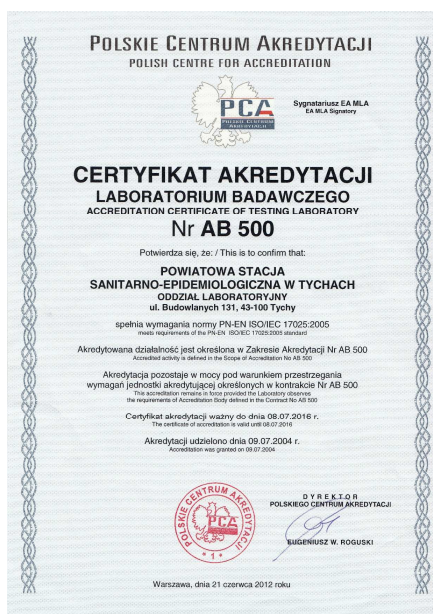 POLSKIE CENTRUM AKREDYTACJI
POLISH CENTRE FOR ACCREDITATION
PCA
POLSKIE CENTRUM
AKREDYTACJI
Sygnatariusz EA MLA
EA MLA Signatory
CERTYFIKAT AKREDYTACJI
LABORATORIUM BADAWCZEGO
ACCREDITATION CERTIFICATE OF TESTING LABORATORY
Nr AB 500
Potwierdza się, że: / This is to confirm that:
POWIATOWA STACJA
SANITARNO-EPIDEMIOLOGICZNA W TYCHACH
ODDZIAŁ LABORATORYJNY
ul. Budowlanych 131, 43-100 Tychy
spełnia wymagania normy PN-EN ISO/IEC 17025:2005
meets requirements of the PN-EN ISO/IEC 17025:2005 standard
Akredytowana działalność jest określona w Zakresie Akredytacji Nr AB 500
Accredited activity is defined in the Scope of Accreditation No AB 500
Akredytacja pozostaje w mocy pod warunkiem przestrzegania
wymagań jednostki akredytującej określonych w kontrakcie Nr AB 500
This accreditation remains in force provided the Laboratory observes
the requirements of Accreditation Body defined in the Contract No AB 500
Certyfikat akredytacji ważny do dnia 08.07.2016 r.
The certificate of accreditation is valid until 08.07.2016
Akredytacji udzielono dnia 09.07.2004 r.
Accreditation was granted on 09.07.2004
POLSKIE CENTRUM AKREDYTACJI
PCA
* 1 *
DYREKTOR
POLSKIEGO CENTRUM AKREDYTACJI
EUGENIUSZ W. ROGUSKI
Warszawa, dnia 21 czerwca 2012 roku